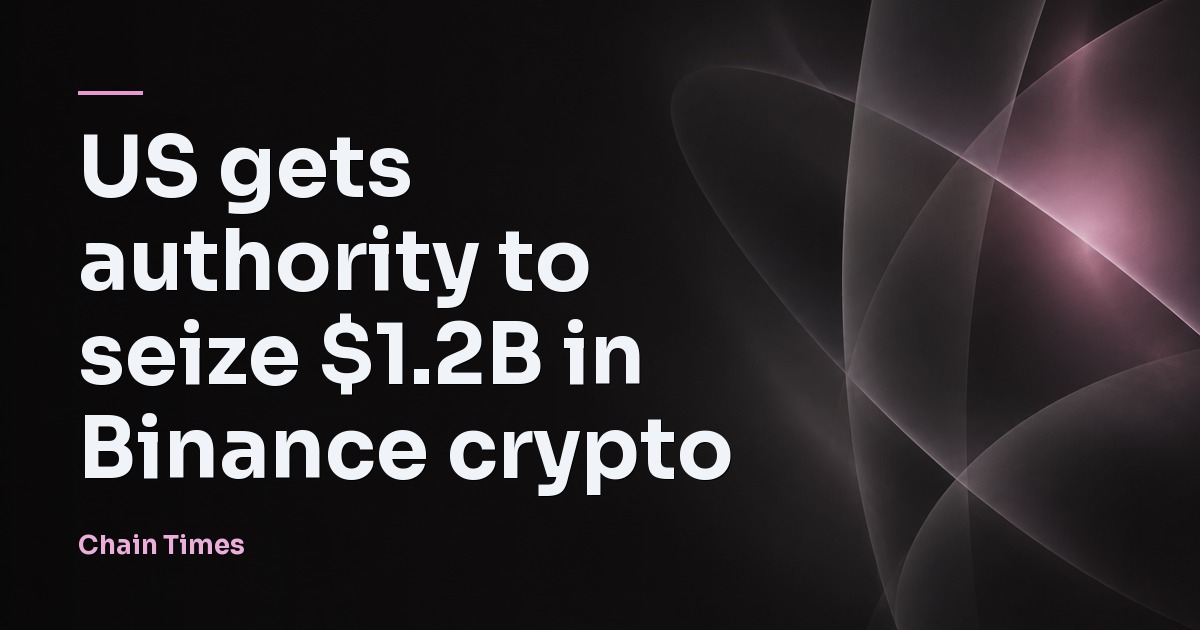 US gets
authority to
seize $1.2B in
Binance crypto
Chain Times